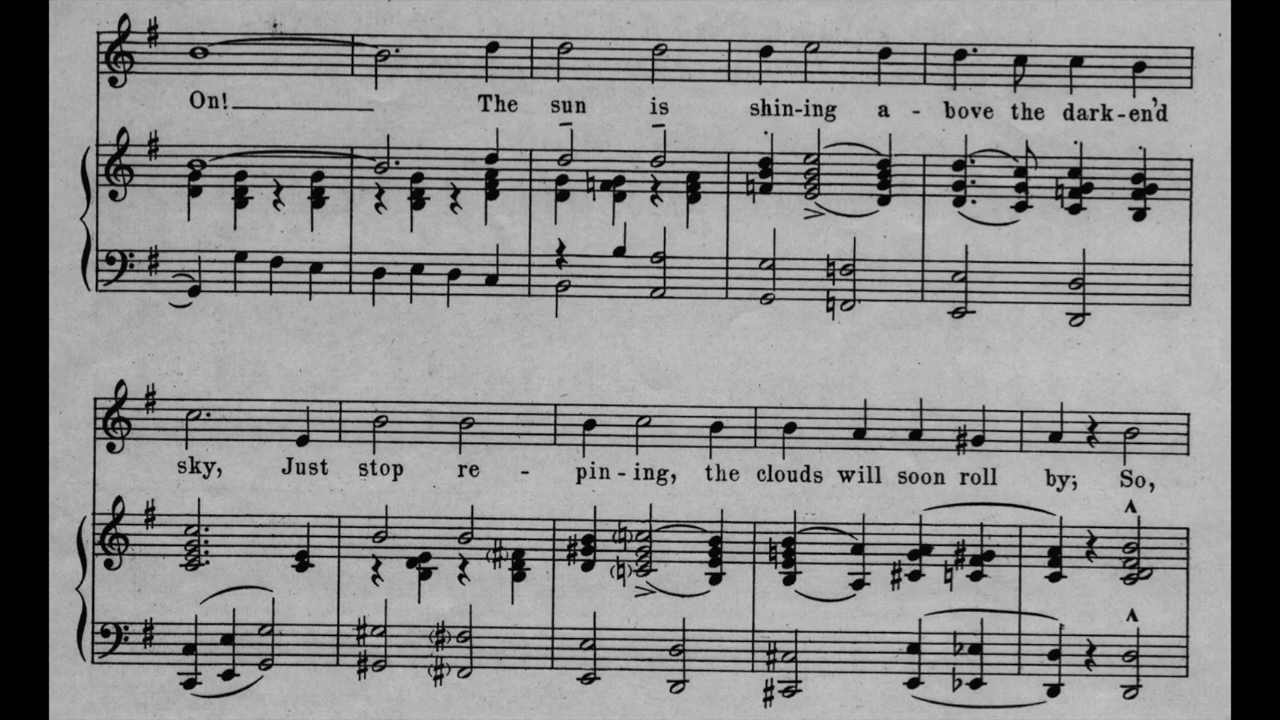 On! The sun is shin-ing a - bove the dark-en'd
sky, Just stop re - pin-ing, the clouds will soon roll by; So,